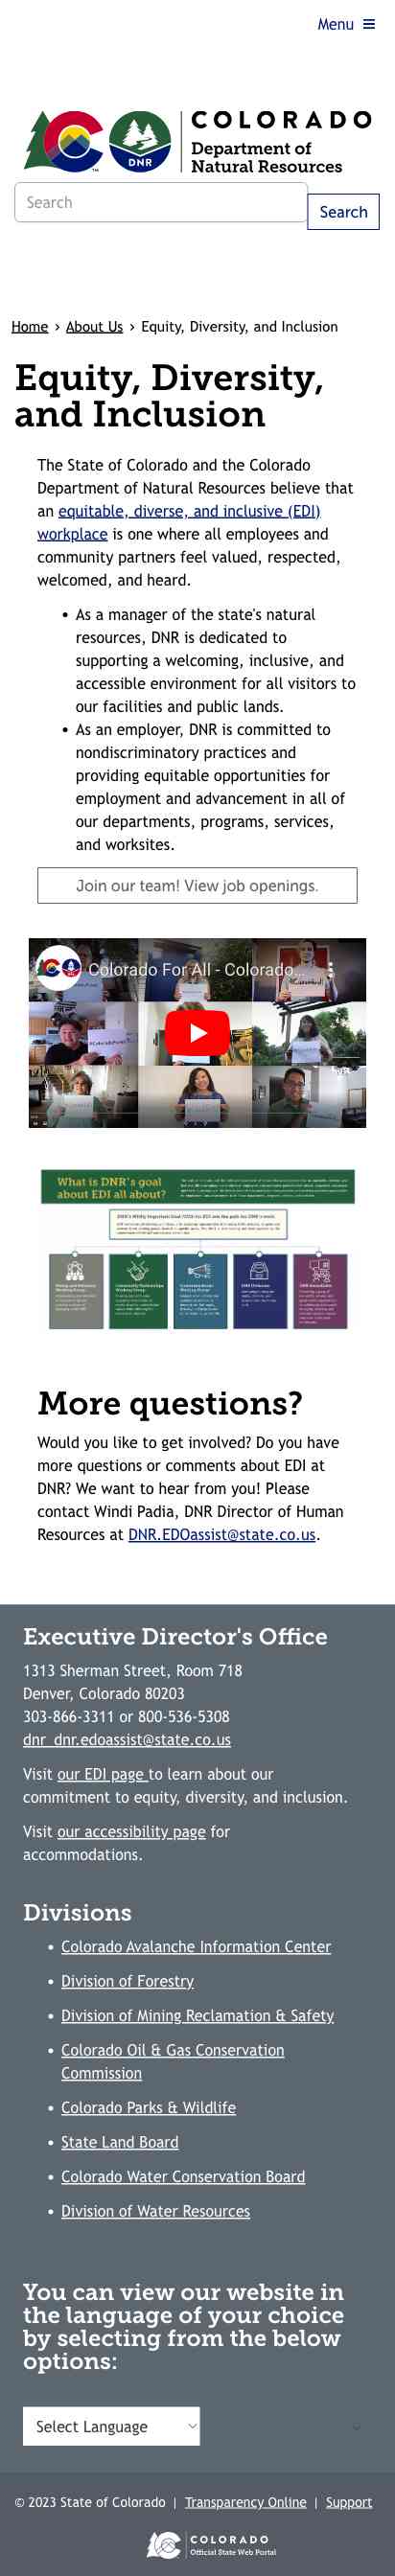 Menu
COLORADO
Department of
Natural Resources
DNR
Search
Search
Home › About Us › Equity, Diversity, and Inclusion
Equity, Diversity,
and Inclusion
The State of Colorado and the Colorado
Department of Natural Resources believe that
an equitable, diverse, and inclusive (EDI)
workplace is one where all employees and
community partners feel valued, respected,
welcomed, and heard.
• As a manager of the state's natural
resources, DNR is dedicated to
supporting a welcoming, inclusive, and
accessible environment for all visitors to
our facilities and public lands.
• As an employer, DNR is committed to
nondiscriminatory practices and
providing equitable opportunities for
employment and advancement in all of
our departments, programs, services,
and worksites.
Join our team! View job openings.
Colorado For All - Colorado...
What is DNR's goal
about EDI all about?
More questions?
Would you like to get involved? Do you have
more questions or comments about EDI at
DNR? We want to hear from you! Please
contact Windi Padia, DNR Director of Human
Resources at DNR.EDOassist@state.co.us.
Executive Director's Office
1313 Sherman Street, Room 718
Denver, Colorado 80203
303-866-3311 or 800-536-5308
dnr_dnr.edoassist@state.co.us
Visit our EDI page to learn about our
commitment to equity, diversity, and inclusion.
Visit our accessibility page for
accommodations.
Divisions
• Colorado Avalanche Information Center
• Division of Forestry
• Division of Mining Reclamation & Safety
• Colorado Oil & Gas Conservation
Commission
• Colorado Parks & Wildlife
• State Land Board
• Colorado Water Conservation Board
• Division of Water Resources
You can view our website in
the language of your choice
by selecting from the below
options:
Select Language
© 2023 State of Colorado | Transparency Online | Support
COLORADO
Official State Web Portal